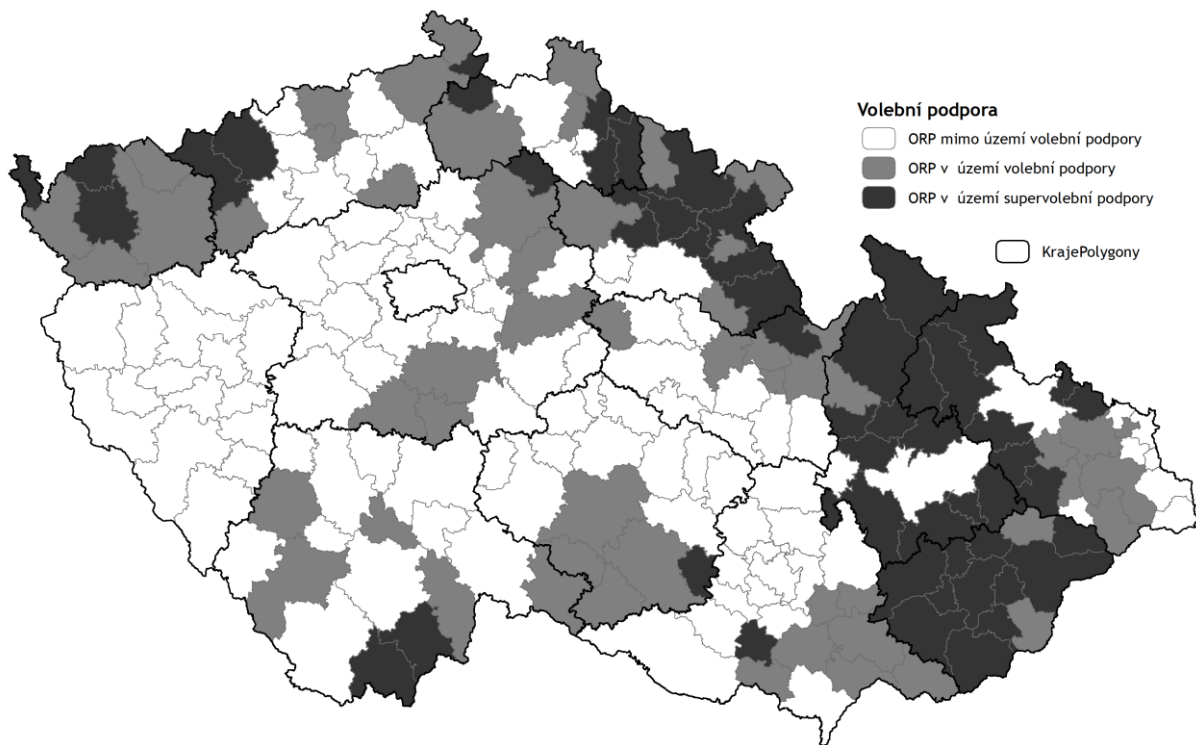 Volební podpora
ORP mimo území volební podpory
ORP v území volební podpory
ORP v území supervolební podpory
KrajePolygony